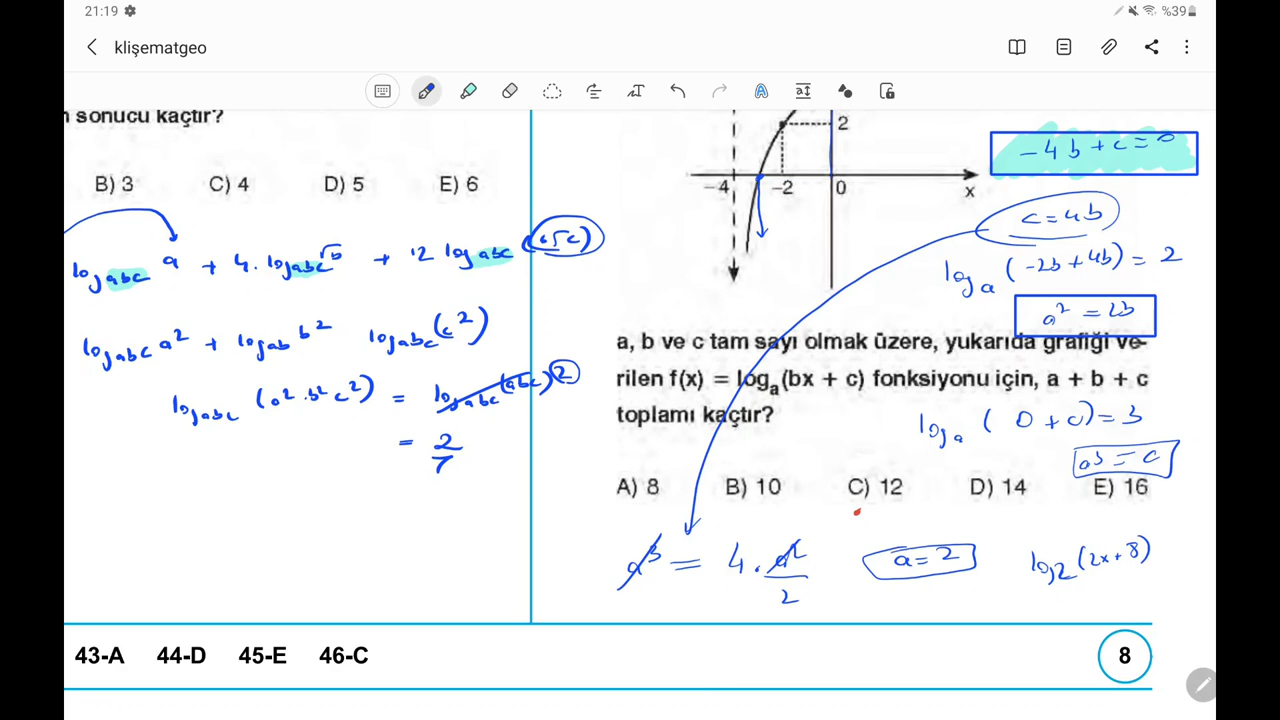 21:19
%39
klişematgeo
n sonucu kaçtır?
B) 3 C) 4 D) 5 E) 6
log_abc a + 4.log_abc √b + 12 log_abc (⁶√c)
log_abc a² + log_ab b² log_abc (c²)
log_abc (a² . b² c²) = log_abc (abc)²
= 2
2
-4 -2 0 x
-4b + c = 0
c = 4b
log_a (-2b + 4b) = 2
a² = 2b
a, b ve c tam sayı olmak üzere, yukarıda grafiği ve-
rilen f(x) = log_a (bx + c) fonksiyonu için, a + b + c
toplamı kaçtır?
log_a ( 0 + c) = 3
a3 = c
A) 8 B) 10 C) 12 D) 14 E) 16
a³ = 4 . a²/2 a = 2 log₂ (2x + 8)
43-A 44-D 45-E 46-C
8